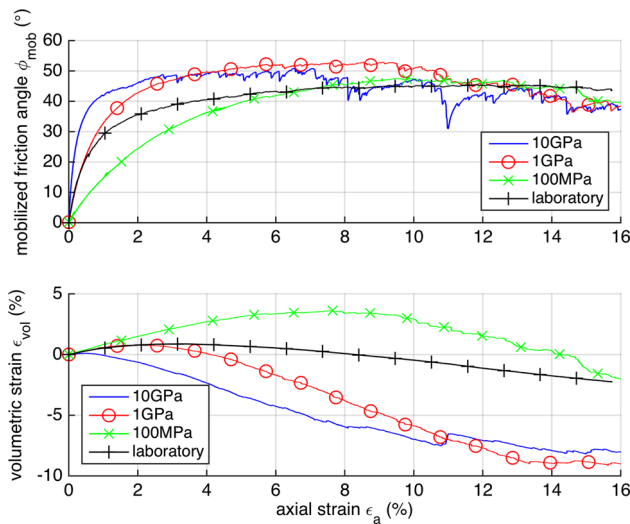 mobilized friction angle ϕmob (°)
60
50
40
30
20
10
0
0 2 4 6 8 10 12 14 16
10GPa
1GPa
100MPa
laboratory
volumetric strain ϵvol (%)
5
0
-5
-10
10GPa
1GPa
100MPa
laboratory
0 2 4 6 8 10 12 14 16
axial strain ϵa (%)